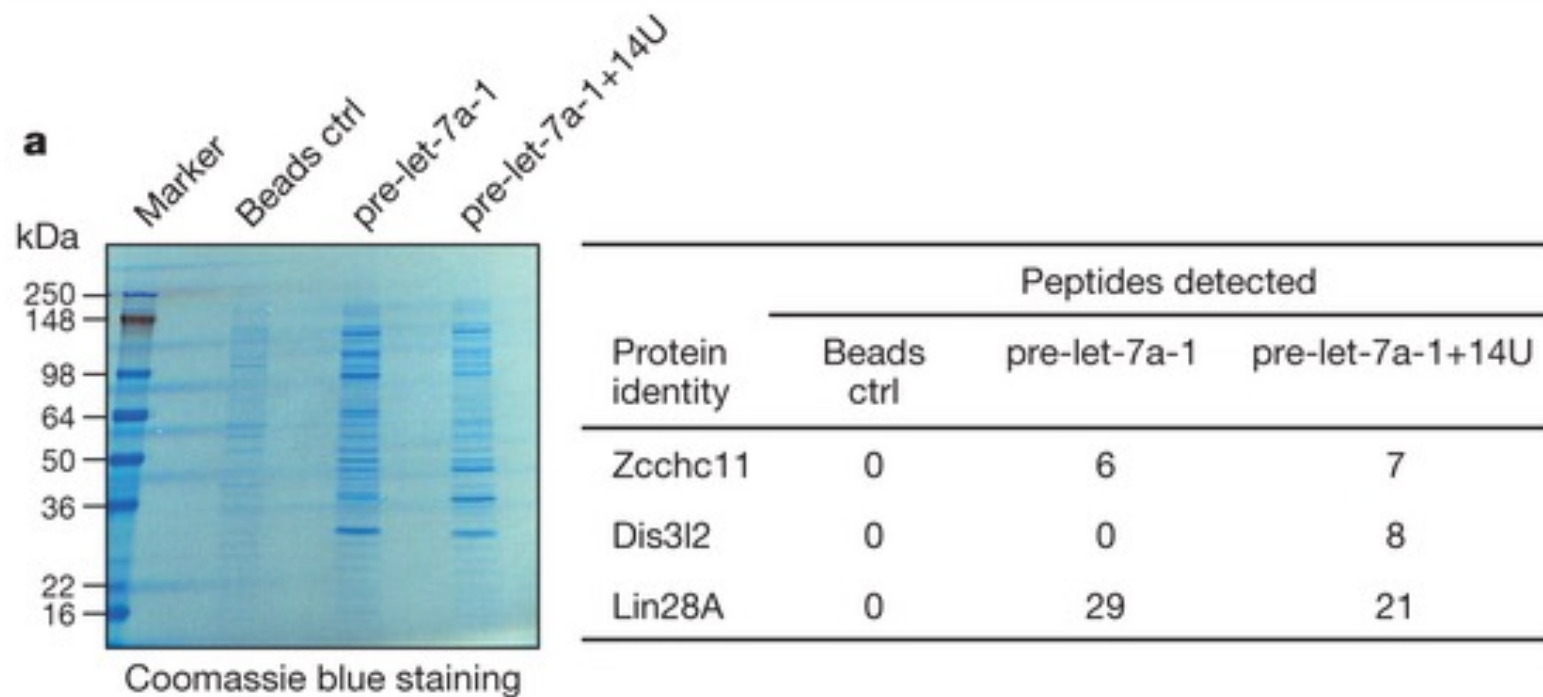 a
Marker
Beads ctrl
pre-let-7a-1
pre-let-7a-1+14U
kDa
250
148
98
64
50
36
22
16
Coomassie blue staining
Peptides detected
Protein identity
Beads ctrl
pre-let-7a-1
pre-let-7a-1+14U
Zcchc11 0 6 7
Dis3l2 0 0 8
Lin28A 0 29 21